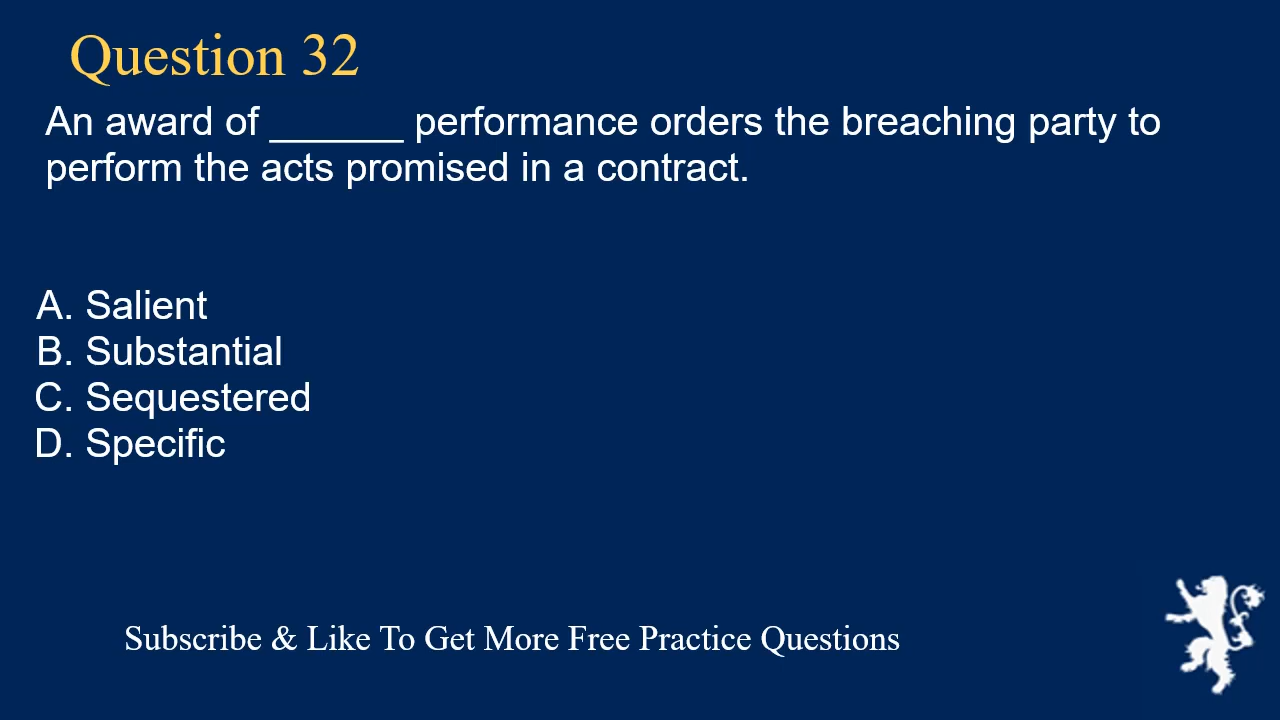 Question 32
An award of ______ performance orders the breaching party to
perform the acts promised in a contract.
A. Salient
B. Substantial
C. Sequestered
D. Specific
Subscribe & Like To Get More Free Practice Questions